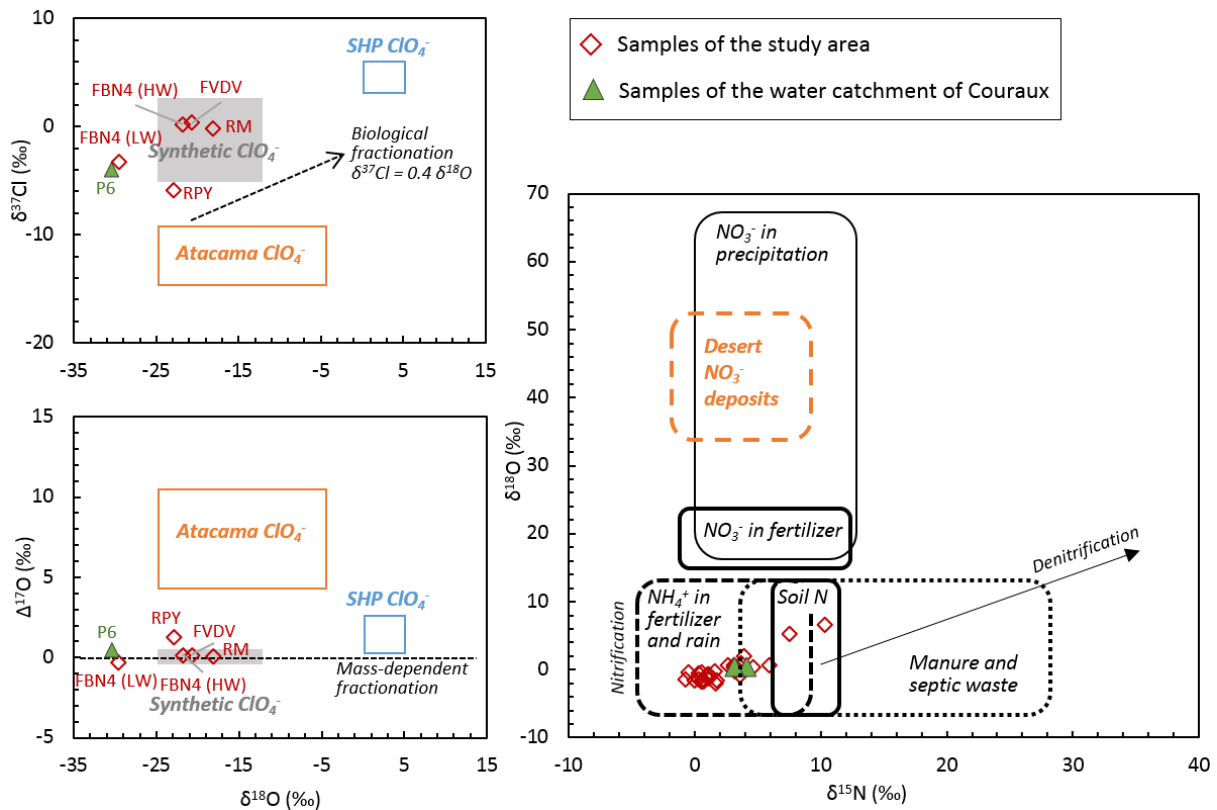 Samples of the study area
Samples of the water catchment of Couraux
10
0
-10
-20
δ³⁷Cl (‰)
SHP ClO₄⁻
FBN4 (HW)
FVDV
RM
FBN4 (LW)
Synthetic ClO₄⁻
P6
RPY
Biological
fractionation
δ³⁷Cl = 0.4 δ¹⁸O
Atacama ClO₄⁻
-35
-25
-15
-5
5
15
15
10
5
0
-5
Δ¹⁷O (‰)
Atacama ClO₄⁻
SHP ClO₄⁻
RPY
P6
FVDV
RM
FBN4 (LW)
FBN4 (HW)
Mass-dependent
fractionation
Synthetic ClO₄⁻
-35
-25
-15
-5
5
15
δ¹⁸O (‰)
70
60
50
40
30
20
10
0
-10
δ¹⁸O (‰)
NO₃⁻ in
precipitation
Desert
NO₃⁻
deposits
NO₃⁻ in fertilizer
Denitrification
Nitrification
NH₄⁺ in
fertilizer
and rain
Soil N
Manure and
septic waste
-10
0
10
20
30
40
δ¹⁵N (‰)